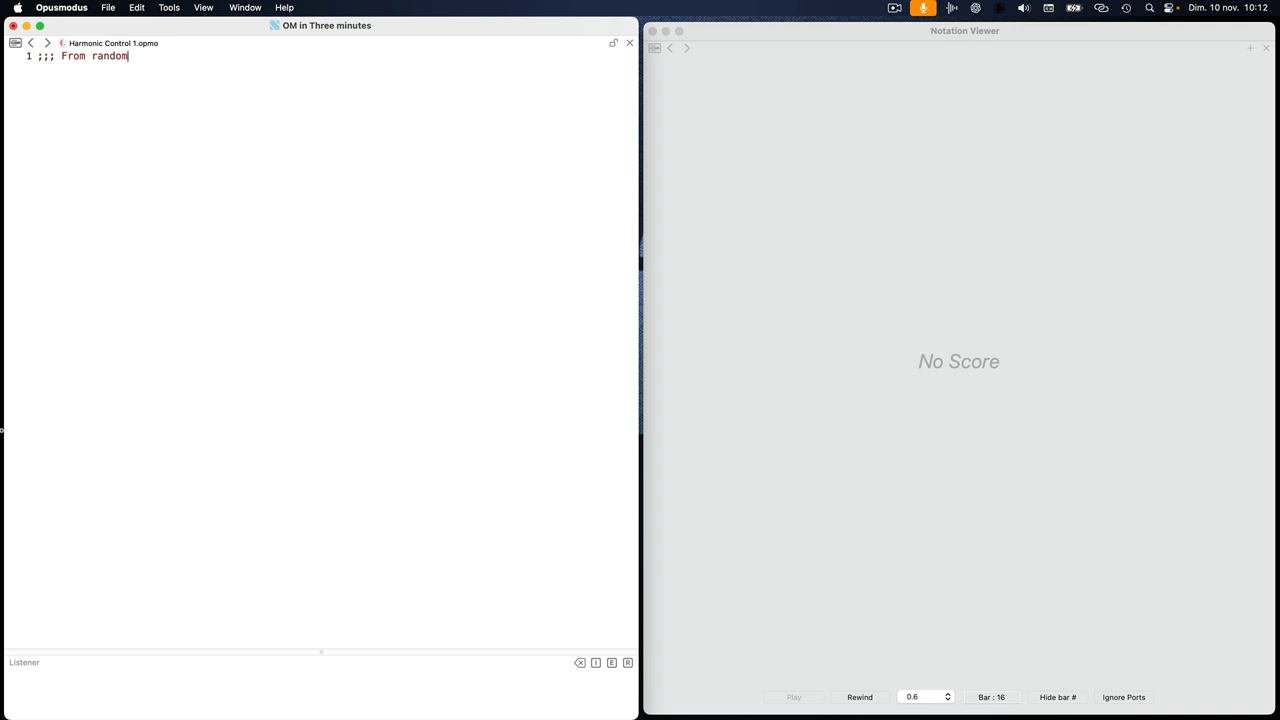 Opusmodus File Edit Tools View Window Help
Dim. 10 nov. 10:12
OM in Three minutes
Harmonic Control 1.opmo
1 ;;; From random
Listener
I E R
Notation Viewer
No Score
Play Rewind 0.6 Bar : 16 Hide bar # Ignore Ports